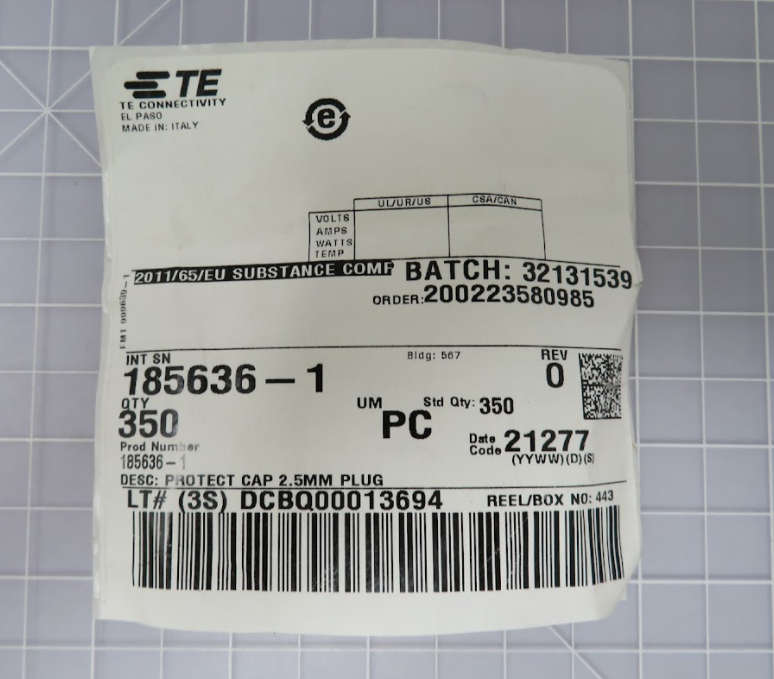 TE
TE CONNECTIVITY
EL PASO
MADE IN: ITALY
e
UL/UR/US CSA/CAN
VOLTS
AMPS
WATTS
TEMP
2011/65/EU SUBSTANCE COMP BATCH: 32131539
ORDER:200223580985
FMT 999639-1
INT SN Bldg: 567 REV
185636-1 0
QTY UM Std Qty: 350
350 PC
Date Code 21277
Prod Number (YYWW)(D)(S)
185636-1
DESC: PROTECT CAP 2.5MM PLUG
LT# (3S) DCBQ00013694 REEL/BOX NO: 443